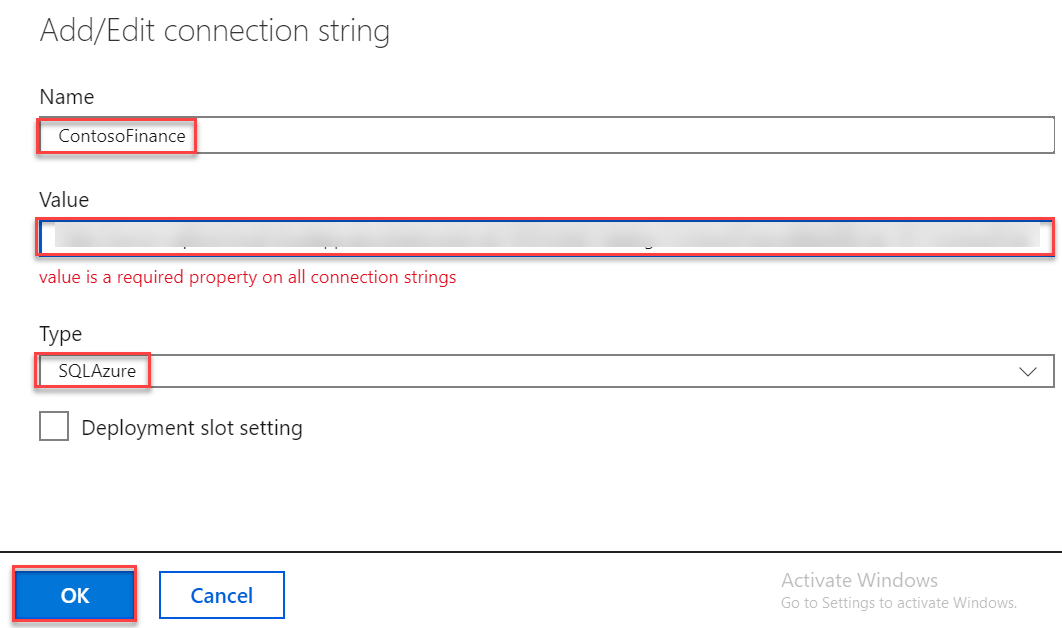 Add/Edit connection string
Name
ContosoFinance
Value
value is a required property on all connection strings
Type
SQLAzure
Deployment slot setting
OK
Cancel
Activate Windows
Go to Settings to activate Windows.